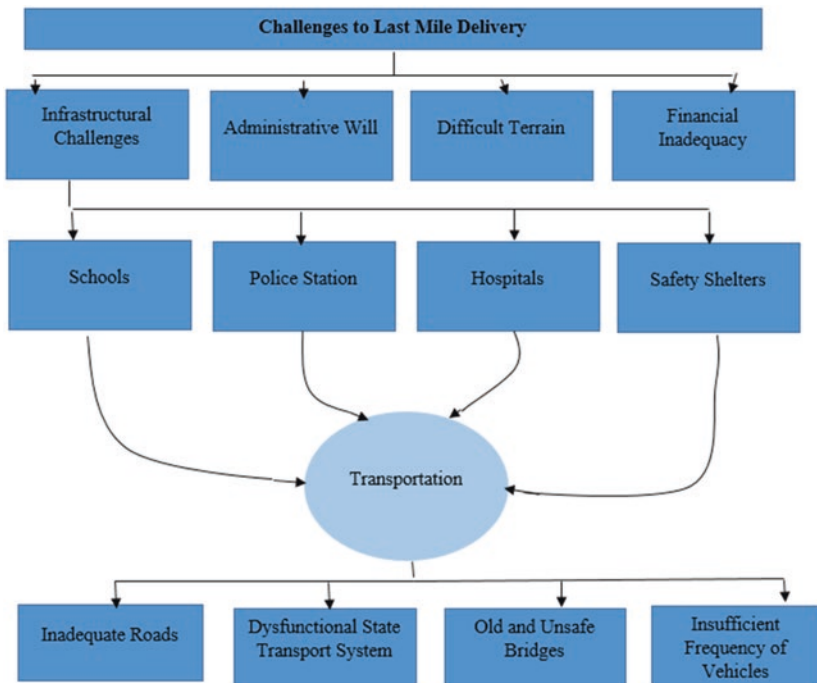 Challenges to Last Mile Delivery
Infrastructural
Challenges
Administrative Will
Difficult Terrain
Financial
Inadequacy
Schools
Police Station
Hospitals
Safety Shelters
Transportation
Inadequate Roads
Dysfunctional State
Transport System
Old and Unsafe
Bridges
Insufficient
Frequency of
Vehicles